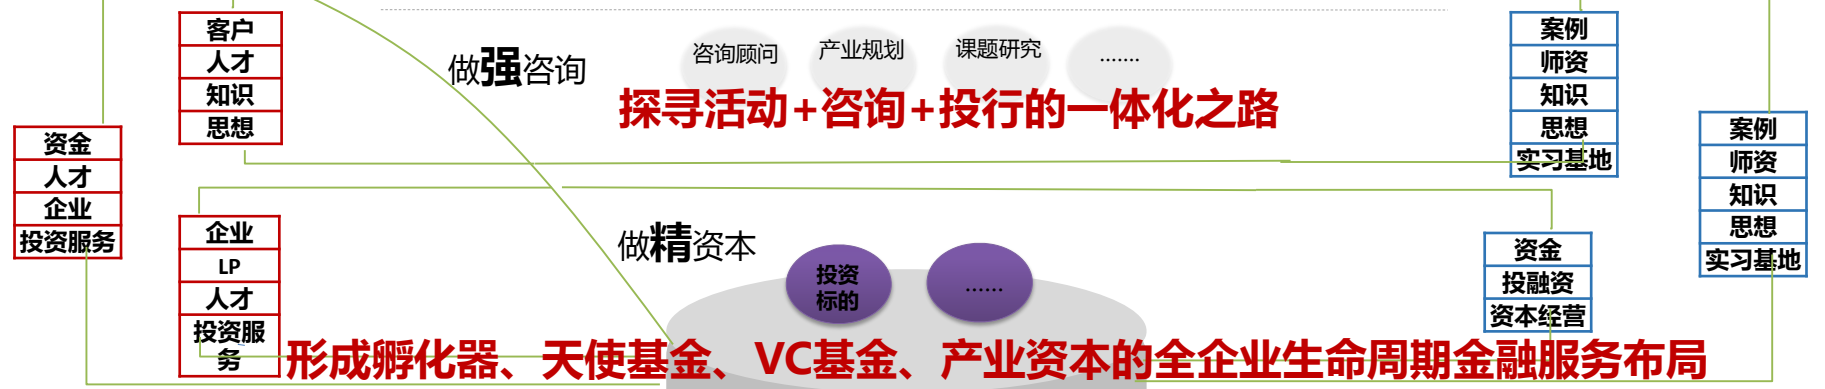 客户
人才
知识
思想
做强咨询
咨询顾问
产业规划
课题研究
.......
探寻活动+咨询+投行的一体化之路
案例
师资
知识
思想
实习基地
资金
人才
企业
投资服务
案例
师资
知识
思想
实习基地
企业
LP
人才
投资服
务
做精资本
投资
标的
......
资金
投融资
资本经营
形成孵化器、天使基金、VC基金、产业资本的全企业生命周期金融服务布局